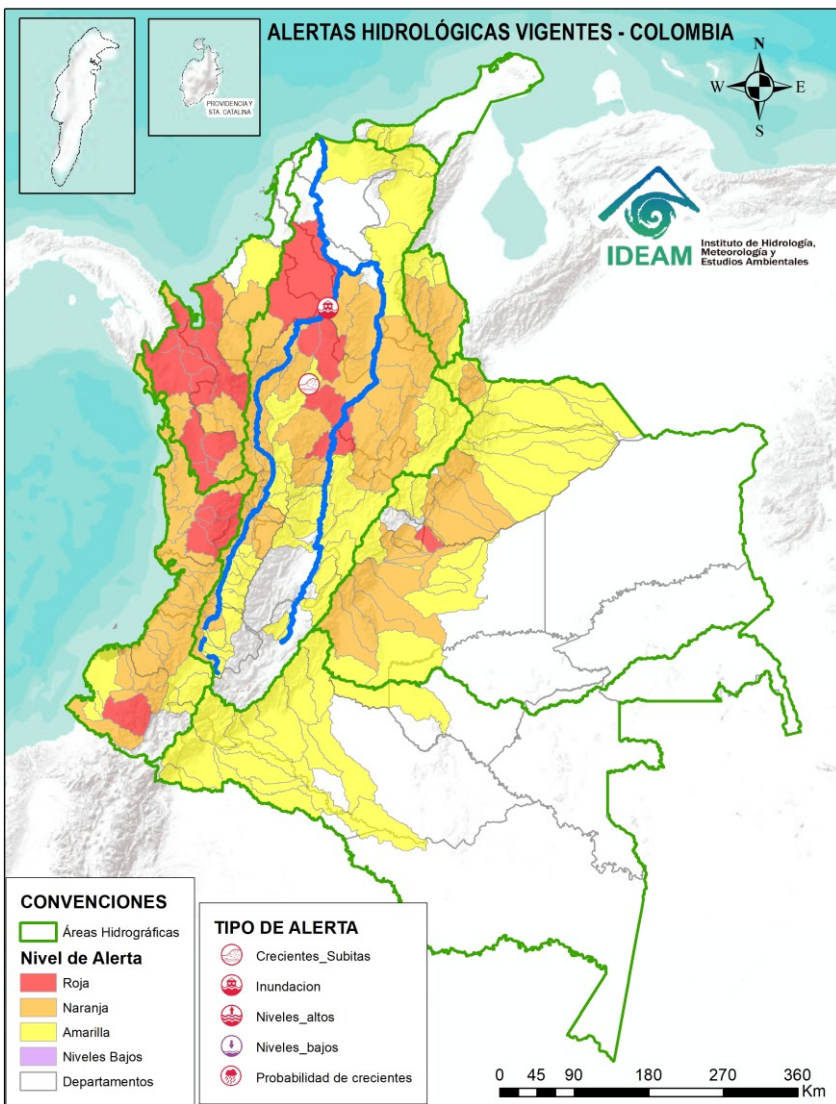 ALERTAS HIDROLÓGICAS VIGENTES - COLOMBIA
PROVIDENCIA Y
STA. CATALINA
N
W E
S
IDEAM
Instituto de Hidrología,
Meteorología y
Estudios Ambientales
CONVENCIONES
Áreas Hidrográficas
Nivel de Alerta
Roja
Naranja
Amarilla
Niveles Bajos
Departamentos
TIPO DE ALERTA
Crecientes_Subitas
Inundacion
Niveles_altos
Niveles_bajos
Probabilidad de crecientes
0 45 90 180 270 360
Km